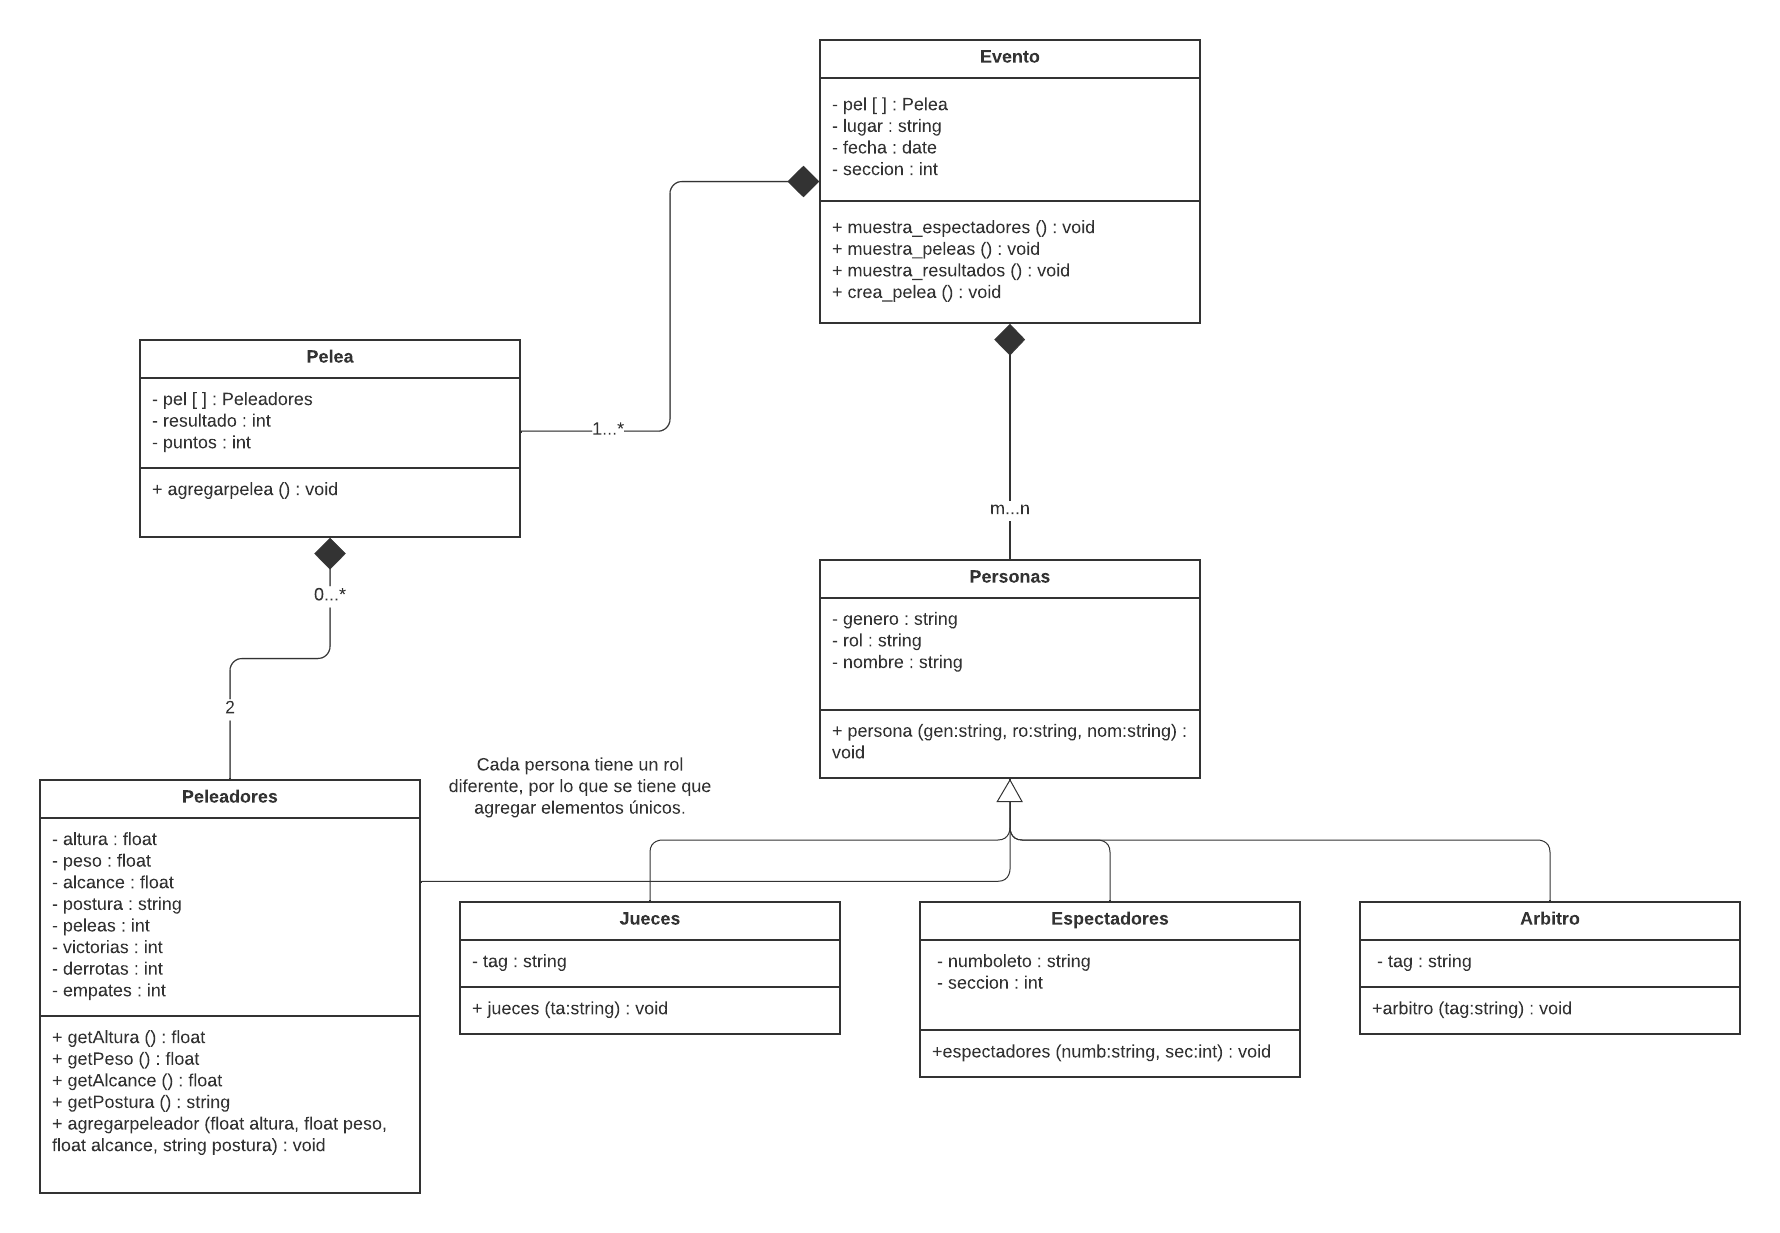 Evento
- pel [ ] : Pelea
- lugar : string
- fecha : date
- seccion : int
+ muestra_espectadores () : void
+ muestra_peleas () : void
+ muestra_resultados () : void
+ crea_pelea () : void
Pelea
- pel [ ] : Peleadores
- resultado : int
- puntos : int
+ agregarpelea () : void
1...*
m...n
0...*
2
Personas
- genero : string
- rol : string
- nombre : string
+ persona (gen:string, ro:string, nom:string) :
void
Cada persona tiene un rol
diferente, por lo que se tiene que
agregar elementos únicos.
Peleadores
- altura : float
- peso : float
- alcance : float
- postura : string
- peleas : int
- victorias : int
- derrotas : int
- empates : int
+ getAltura () : float
+ getPeso () : float
+ getAlcance () : float
+ getPostura () : string
+ agregarpeleador (float altura, float peso,
float alcance, string postura) : void
Jueces
- tag : string
+ jueces (ta:string) : void
Espectadores
- numboleto : string
- seccion : int
+espectadores (numb:string, sec:int) : void
Arbitro
- tag : string
+arbitro (tag:string) : void